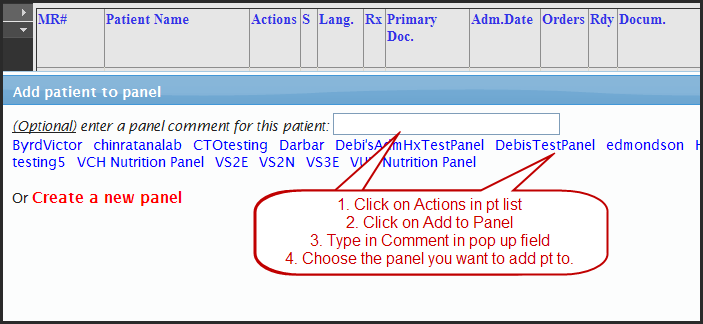 MR# Patient Name Actions S Lang. Rx Primary Doc. Adm.Date Orders Rdy Docum.
Add patient to panel
(Optional) enter a panel comment for this patient:
ByrdVictor chinratanalab CTOtesting Darbar Debi'sAdmHxTestPanel DebisTestPanel edmondson
testing5 VCH Nutrition Panel VS2E VS2N VS3E Nutrition Panel
Or Create a new panel
1. Click on Actions in pt list
2. Click on Add to Panel
3. Type in Comment in pop up field
4. Choose the panel you want to add pt to.